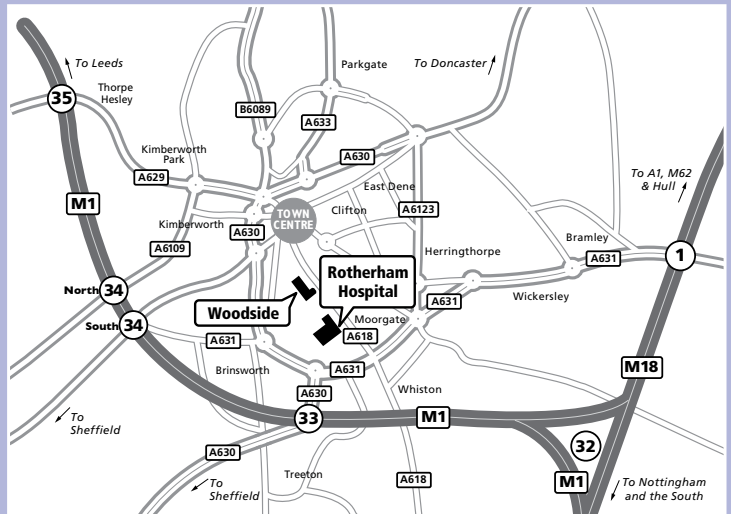 To Leeds
35
Thorpe
Hesley
Parkgate
To Doncaster
B6089
A633
Kimberworth
Park
A630
A629
East Dene
To A1, M62
& Hull
M1
TOWN
CENTRE
Clifton
A6123
Kimberworth
A630
A6109
Herringthorpe
Bramley
A631
1
Rotherham
Hospital
North
34
Woodside
A631
Wickersley
South
34
Moorgate
A618
A631
A631
Brinsworth
M18
A630
Whiston
33
M1
To
Sheffield
A630
32
Treeton
To
Sheffield
A618
M1
To Nottingham
and the South